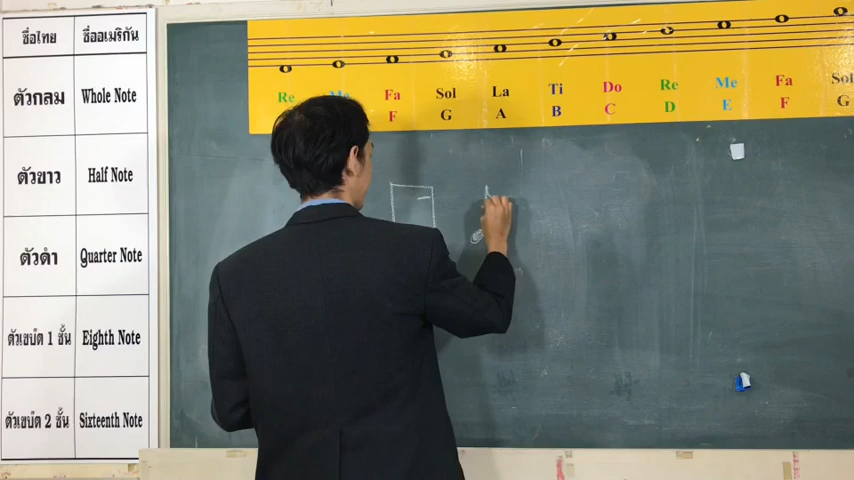 ชื่อไทย ชื่ออเมริกัน
ตัวกลม Whole Note
ตัวขาว Half Note
ตัวดำ Quarter Note
ตัวเขบ็ต 1 ชั้น Eighth Note
ตัวเขบ็ต 2 ชั้น Sixteenth Note
Re Me Fa Sol La Ti Do Re Me Fa Sol
F G A B C D E F G